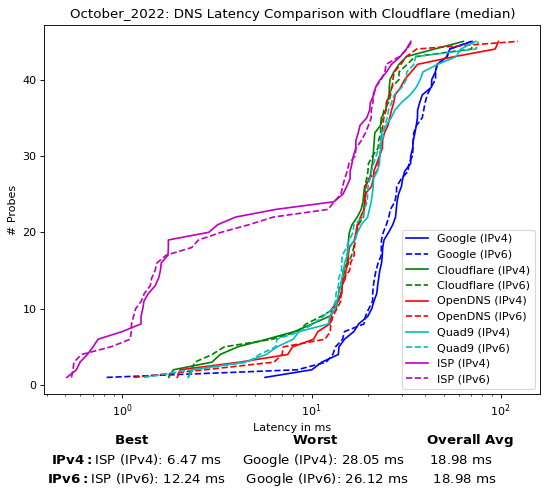 October_2022: DNS Latency Comparison with Cloudflare (median)
# Probes
40
30
20
10
0
Google (IPv4)
Google (IPv6)
Cloudflare (IPv4)
Cloudflare (IPv6)
OpenDNS (IPv4)
OpenDNS (IPv6)
Quad9 (IPv4)
Quad9 (IPv6)
ISP (IPv4)
ISP (IPv6)
10⁰ 10¹ 10²
Latency in ms
Best Worst Overall Avg
IPv4: ISP (IPv4): 6.47 ms Google (IPv4): 28.05 ms 18.98 ms
IPv6: ISP (IPv6): 12.24 ms Google (IPv6): 26.12 ms 18.98 ms